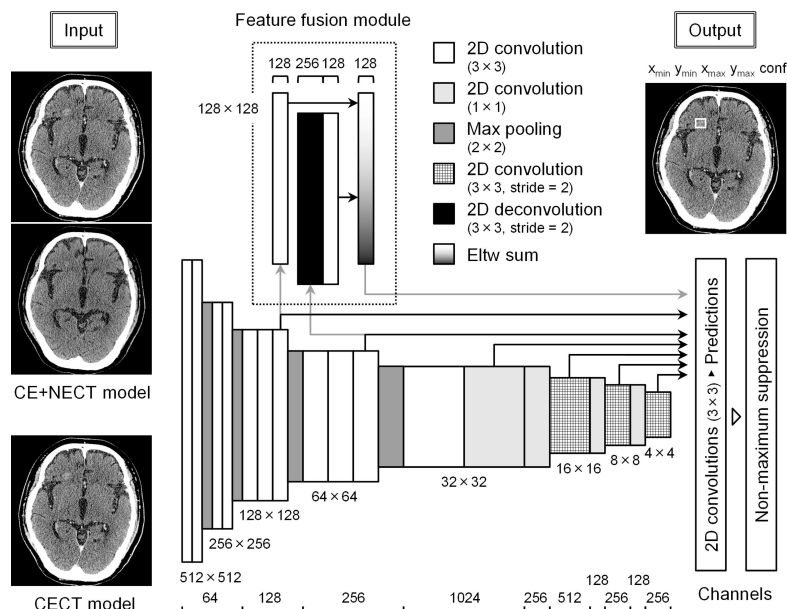 Input
Feature fusion module
Output
128 256 128 128
128 × 128
2D convolution
(3 × 3)
2D convolution
(1 × 1)
Max pooling
(2 × 2)
2D convolution
(3 × 3, stride = 2)
2D deconvolution
(3 × 3, stride = 2)
Eltw sum
xmin ymin xmax ymax conf
CE+NECT model
CECT model
512 × 512
256 × 256
128 × 128
64 × 64
32 × 32
16 × 16
8 × 8
4 × 4
2D convolutions (3 × 3) ▸ Predictions
Non-maximum suppression
64 128 256 1024 256 512 128 256 128 256
Channels